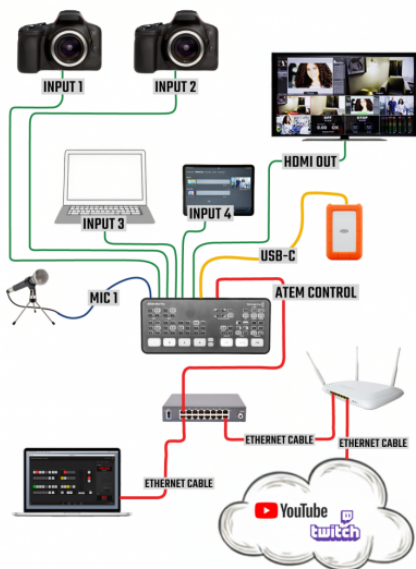 INPUT 1
INPUT 2
HDMI OUT
INPUT 3
INPUT 4
USB-C
MIC 1
ATEM CONTROL
ETHERNET CABLE
ETHERNET CABLE
ETHERNET CABLE
YouTube
twitch